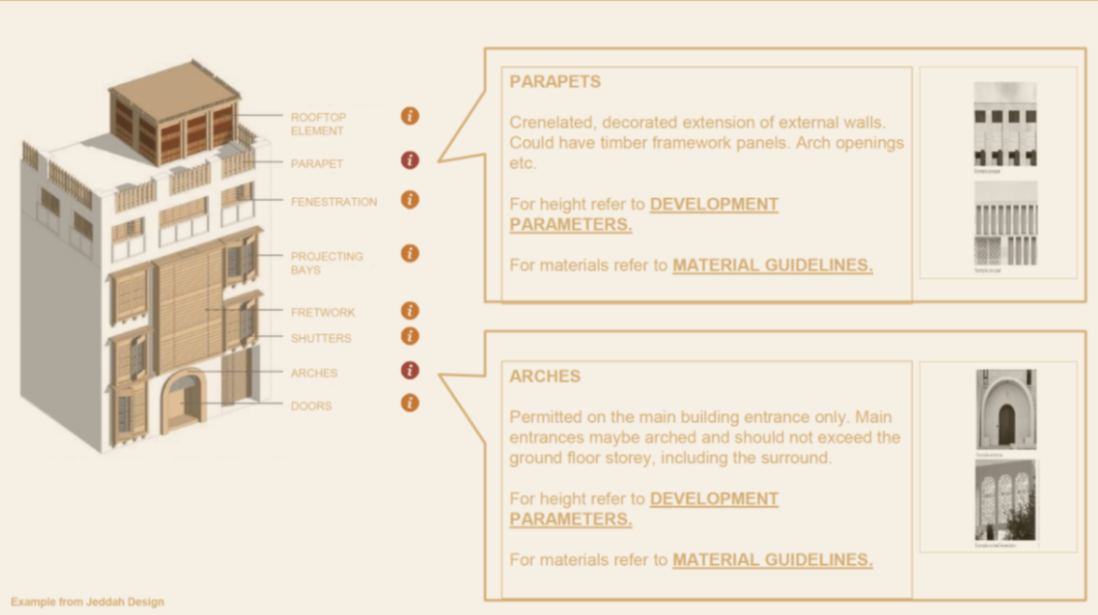 ROOFTOP
ELEMENT
PARAPET
FENESTRATION
PROJECTING
BAYS
FRETWORK
SHUTTERS
ARCHES
DOORS
PARAPETS
Crenelated, decorated extension of external walls.
Could have timber framework panels. Arch openings
etc.
For height refer to DEVELOPMENT
PARAMETERS.
For materials refer to MATERIAL GUIDELINES.
ARCHES
Permitted on the main building entrance only. Main
entrances maybe arched and should not exceed the
ground floor storey, including the surround.
For height refer to DEVELOPMENT
PARAMETERS.
For materials refer to MATERIAL GUIDELINES.
Example from Jeddah Design